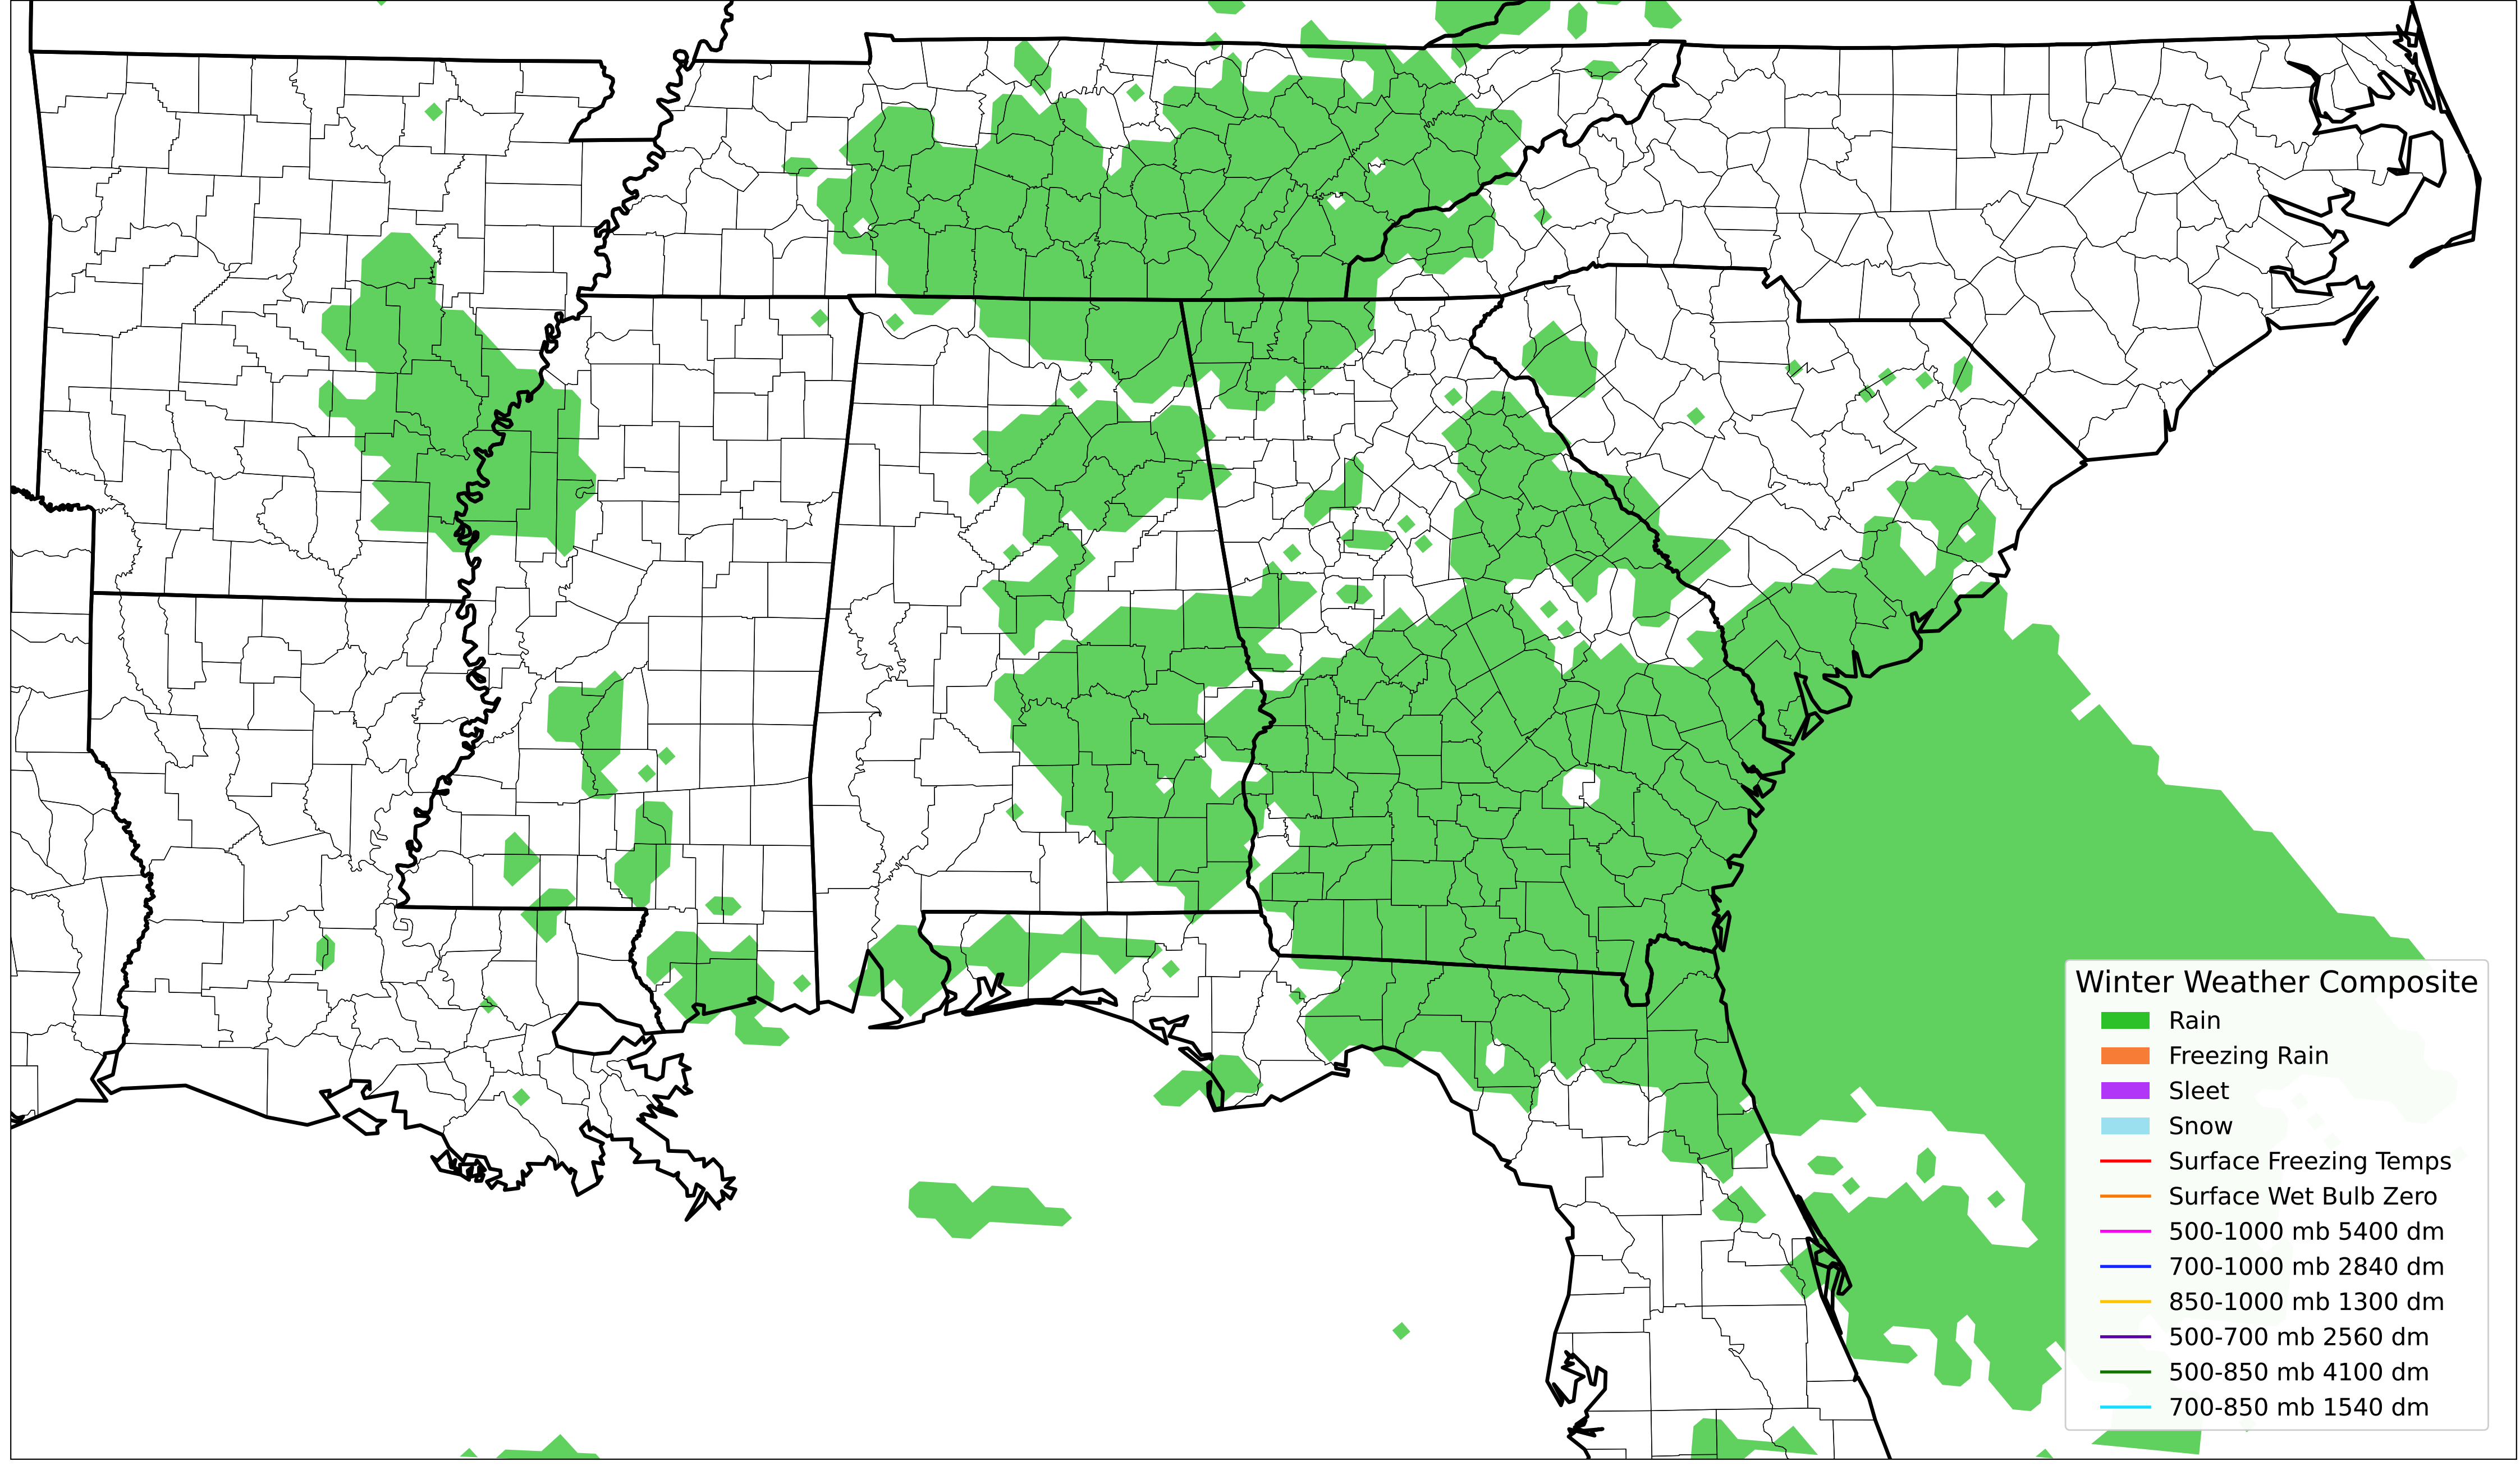 Winter Weather Composite
Rain
Freezing Rain
Sleet
Snow
Surface Freezing Temps
Surface Wet Bulb Zero
500-1000 mb 5400 dm
700-1000 mb 2840 dm
850-1000 mb 1300 dm
500-700 mb 2560 dm
500-850 mb 4100 dm
700-850 mb 1540 dm